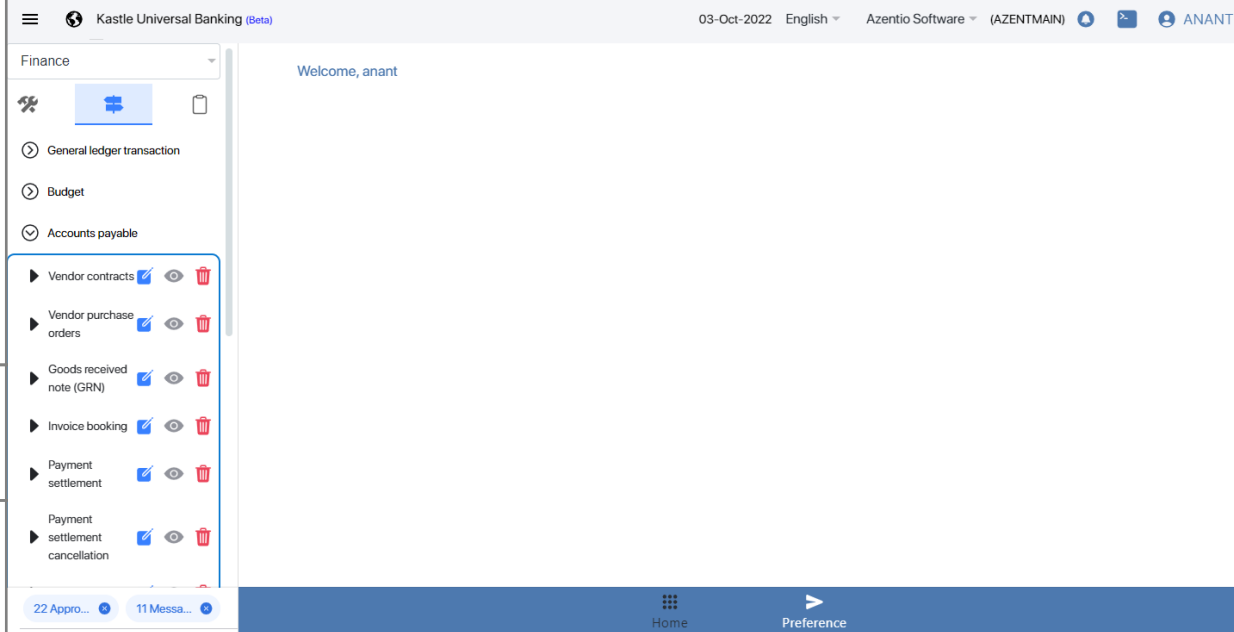 Kastle Universal Banking (Beta)
03-Oct-2022 English Azentio Software (AZENTMAIN) ANANT
Finance
Welcome, anant
General ledger transaction
Budget
Accounts payable
Vendor contracts
Vendor purchase
orders
Goods received
note (GRN)
Invoice booking
Payment
settlement
Payment
settlement
cancellation
22 Appro...
11 Messa...
Home
Preference